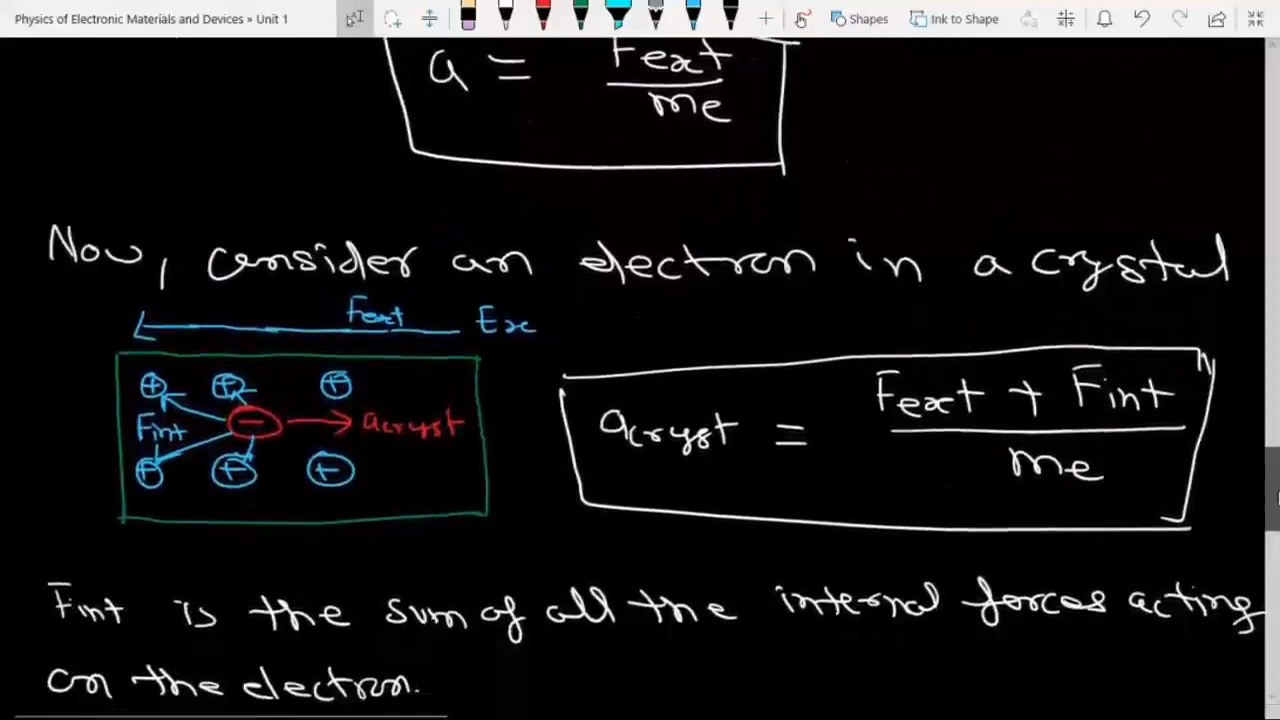 Physics of Electronic Materials and Devices » Unit 1
Shapes
Ink to Shape
a = Fext / me
Now, consider an electron in a crystal
Fext Ex
+ + +
Fint − acryst
+ + +
acryst = Fext + Fint / me
Fint is the sum of all the internal forces acting
on the electron.